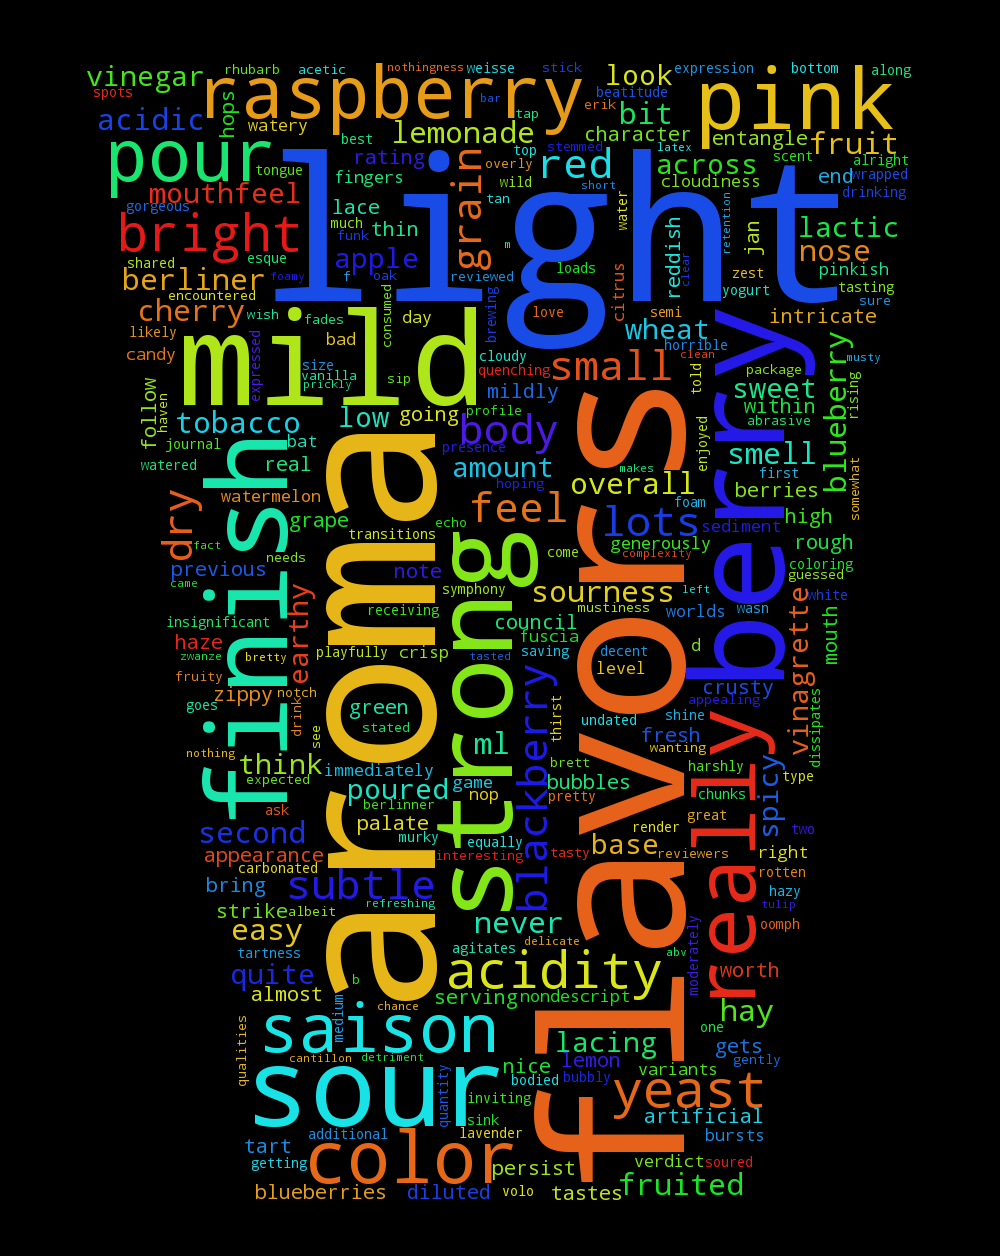 nothingness weisse stick expression bottom along
rhubarb acetic
vinegar raspberry look pink
spots bar beatitude
acidic hops watery tap erik bit
lemonade character entangle fruit
pour best top stemmed latex scent alright
tongue rating overly red across end wrapped
mouthfeel fingers wild short cloudiness drinking
gorgeous lace tan water retention
bright much thin grain light reddish jan lactic
funk m
shared esque apple nose
berliner foamy f oak reviewed loads clear zest pinkish
encountered citrus yogurt tasting
cherry wish fades consumed day brewing love semi intricate sure
likely expressed bad wheat
candy mild cloudy small horrible musty
size quenching clean package
vanilla told
prickly sip mildly sweet rising
follow haven low going profile within blueberry
tobacco body enjoyed abrasive
journal bat presence smell
watered real amount makes first somewhat
hoping overall berries
dry watermelon feel foam
grape echo lots sediment high
fact transitions come generously rough
finish needs aroma strong flavors complexity berry
previous note coloring
came symphony left guessed
earthy receiving sourness white
insignificant council mustiness worlds wasn vinagrette mouth
haze fuscia
zwanze bretty playfully crisp tasted saving decent d
fruity level crusty
zippy notch blackberry appealing
goes drink green thirst undated shine dissipates
see stated fresh
nothing wanting
think immediately ml brett harshly really spicy
expected game bubbles type
poured nop pretty chunks
ask berlinner great
second palate render two
murky equally base
appearance interesting tasty reviewers right
carbonated rotten
bring subtle hazy
strike albeit refreshing tulip
easy never oomph
tartness agitates delicate moderately abv
quite acidity worth
b
almost medium chance serving nondescript hay
saison one
qualities lacing gets
cantillon detriment nice lemon gently
sour quantity bodied bubbly variants
inviting yeast
sink artificial
tart additional lavender bursts
getting color persist verdict soured
blueberries diluted volo tastes fruited